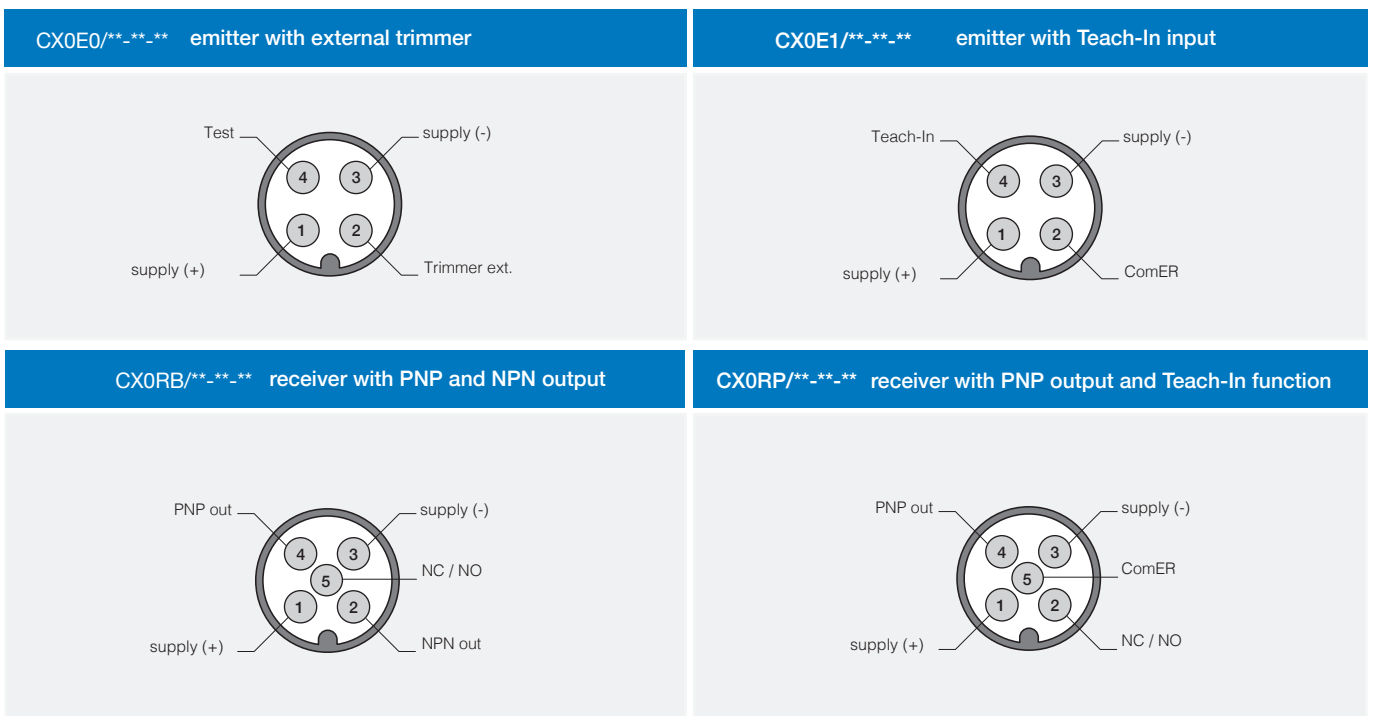 CX0E0/**-**-** emitter with external trimmer
Test
supply (-)
4
3
1
2
supply (+)
Trimmer ext.
CX0E1/**-**-** emitter with Teach-In input
Teach-In
supply (-)
4
3
1
2
supply (+)
ComER
CX0RB/**-**-** receiver with PNP and NPN output
PNP out
supply (-)
4
3
5
NC / NO
1
2
supply (+)
NPN out
CX0RP/**-**-** receiver with PNP output and Teach-In function
PNP out
supply (-)
4
3
5
ComER
1
2
supply (+)
NC / NO